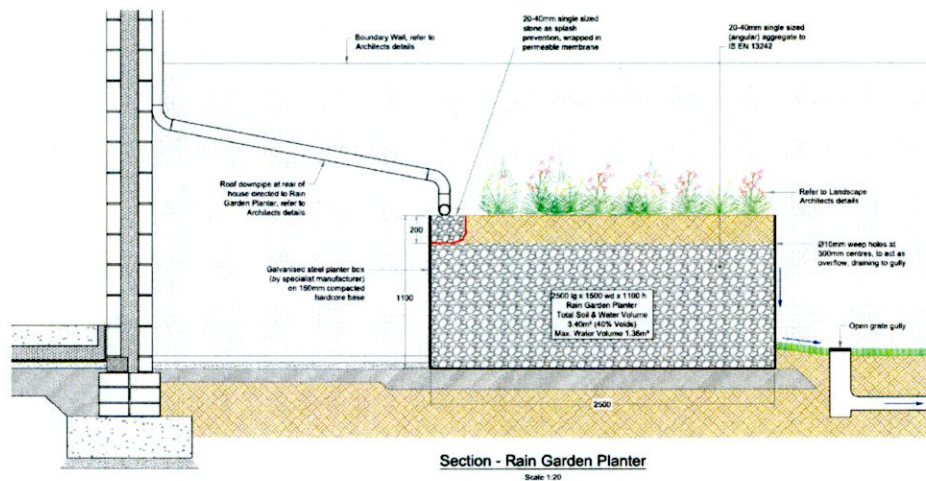 20-40mm single sized
stone as splash
prevention, wrapped in
permeable membrane
20-40mm single sized
(angular) aggregate to
IS EN 13242
Boundary Wall, refer to
Architects details
Roof downpipe at rear of
house directed to Rain
Garden Planter, refer to
Architects details
Refer to Landscape
Architects details
200
Ø10mm weep holes at
300mm centres, to act as
overflow, draining to gully
Galvanised steel planter box
(by specialist manufacturer)
on 150mm compacted
hardcore base
1100
2500 lg x 1500 wd x 1100 h
Rain Garden Planter
Total Soil & Water Volume
3.40m³ (40% Voids)
Max. Water Volume 1.36m³
Open grate gully
2500
Section - Rain Garden Planter
Scale 1:20